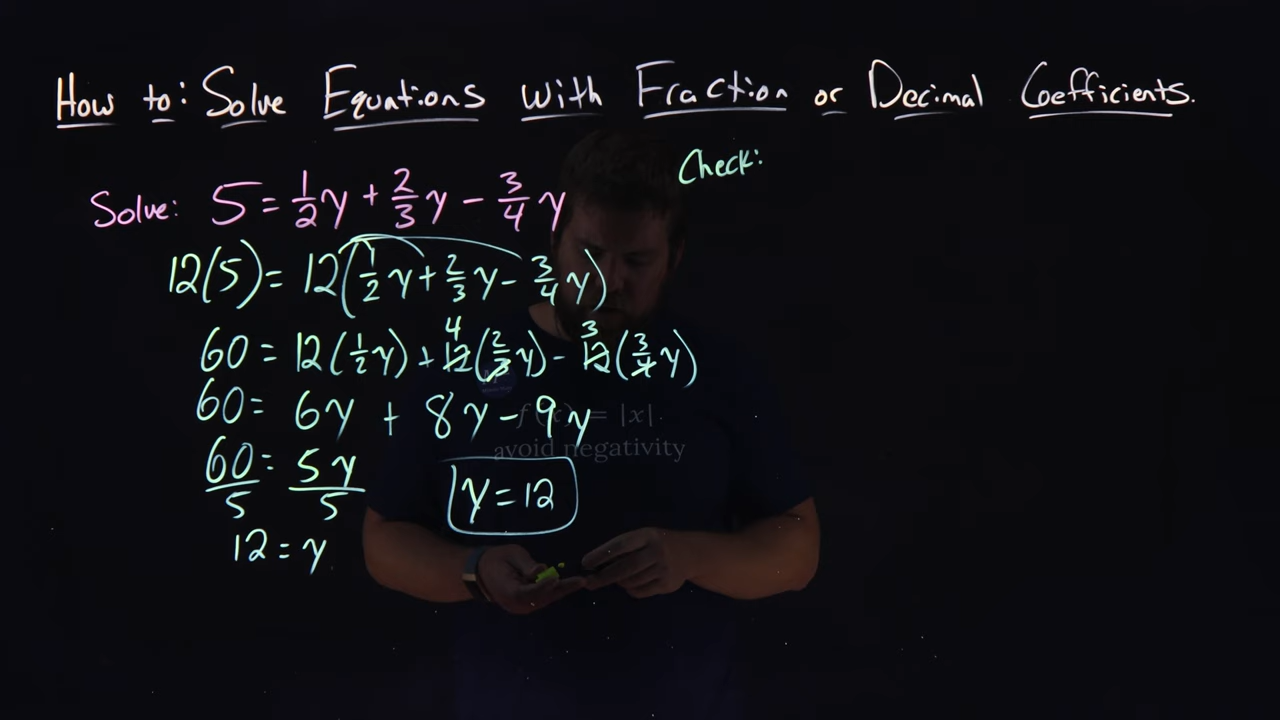 How to: Solve Equations with Fraction or Decimal Coefficients.
Check:
Solve: 5 = 1/2 y + 2/3 y - 3/4 y
12(5) = 12(1/2 y + 2/3 y - 3/4 y)
4 3
60 = 12(1/2 y) + 12(2/3 y) - 12(3/4 y)
60 = 6y + 8y - 9y
f(x) = |x|
avoid negativity
60/5 = 5y/5
y = 12
12 = y